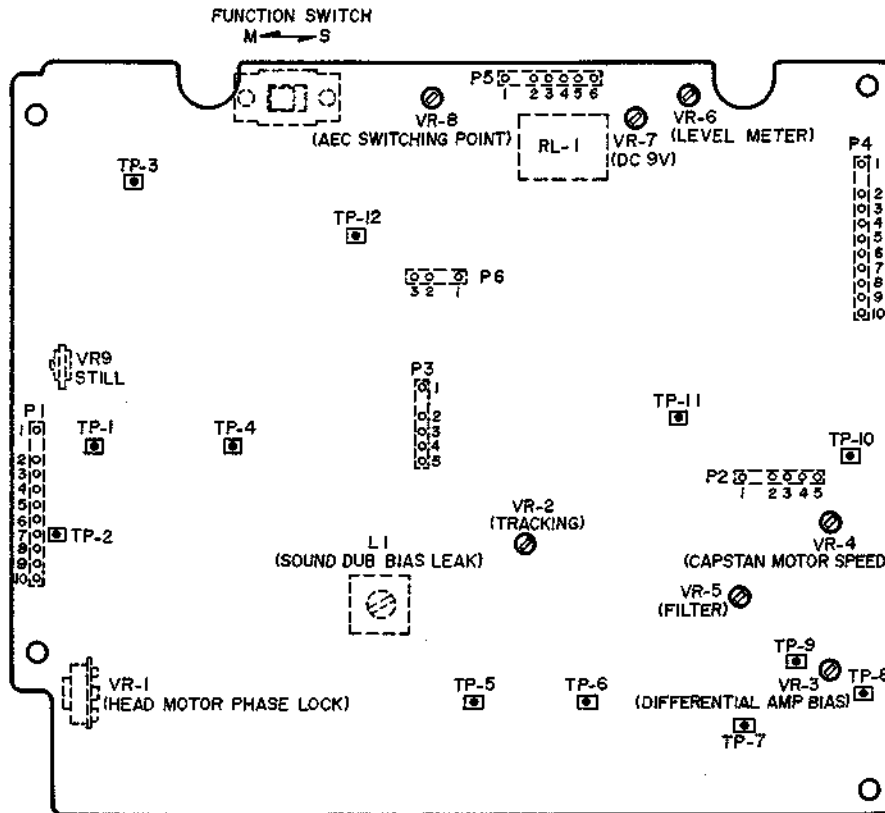 FUNCTION SWITCH
M S
P5
1 2 3 4 5 6
VR-8
(AEC SWITCHING POINT)
RL-1
VR-7
(DC 9V)
VR-6
(LEVEL METER)
P4
1
2
3
4
5
6
7
8
9
10
TP-3
TP-12
P6
3 2 1
VR9
STILL
P3
1
2
3
4
5
P1
1
2
3
4
5
6
7
8
9
10
TP-1
TP-4
TP-2
TP-11
TP-10
P2
1 2 3 4 5
VR-2
(TRACKING)
L1
(SOUND DUB BIAS LEAK)
VR-4
(CAPSTAN MOTOR SPEED
VR-5
(FILTER)
TP-9
VR-3
(DIFFERENTIAL AMP BIAS)
TP-8
VR-1
(HEAD MOTOR PHASE LOCK)
TP-5
TP-6
TP-7